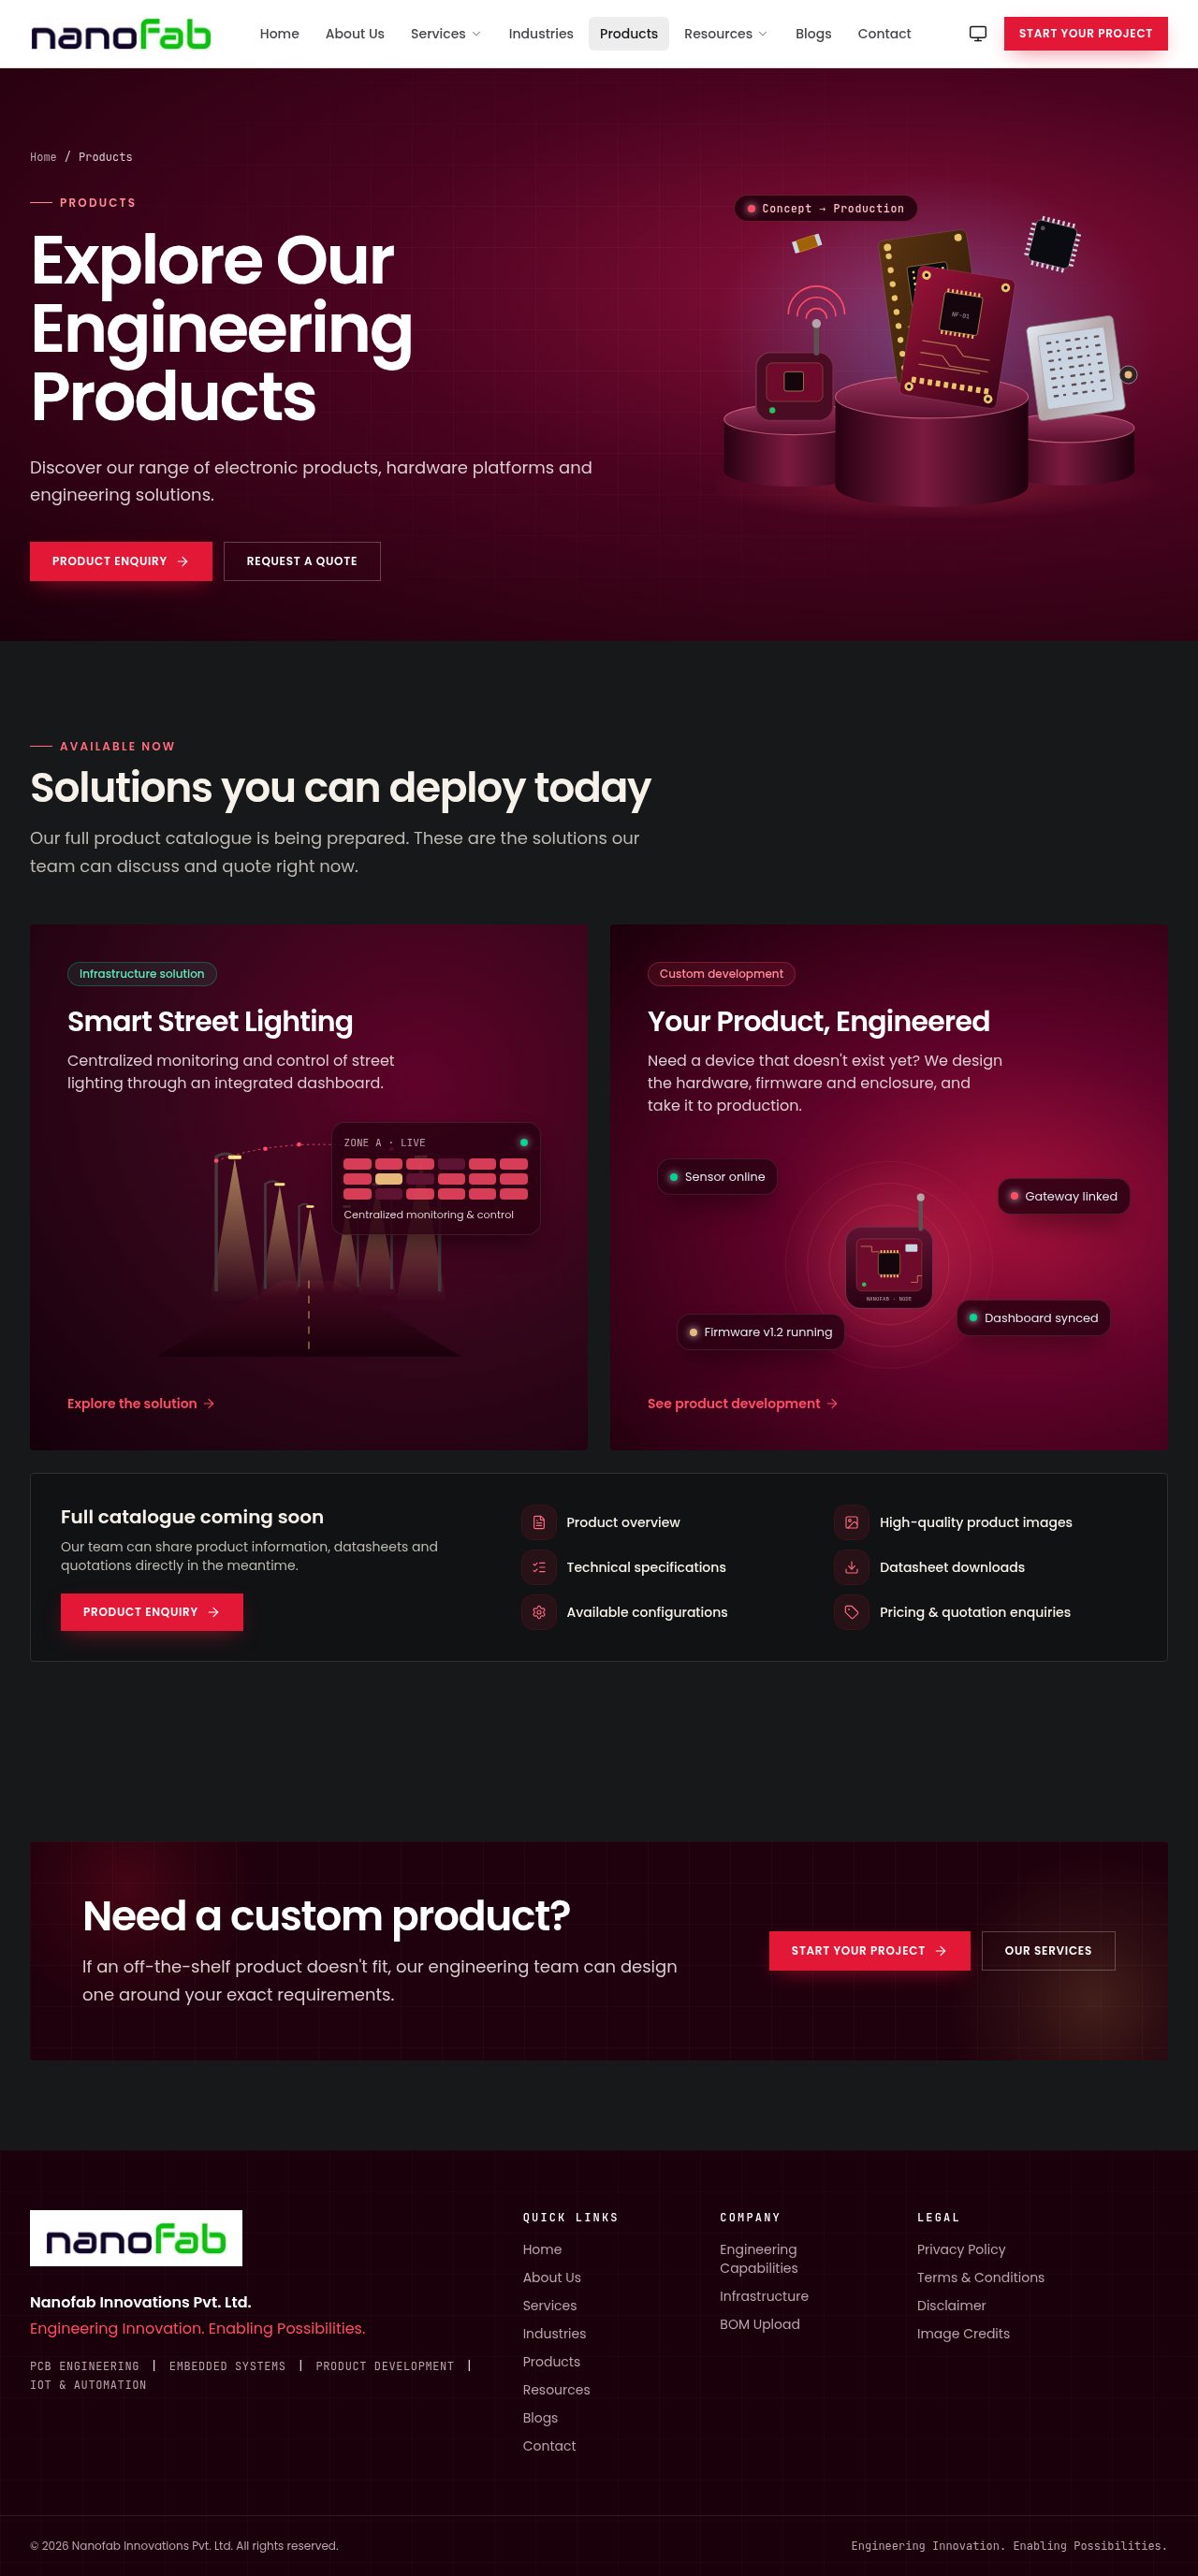 nanoFab
Home
About Us
Services
Industries
Products
Resources
Blogs
Contact
START YOUR PROJECT
Home / Products
PRODUCTS
Explore Our
Engineering
Products
Discover our range of electronic products, hardware platforms and
engineering solutions.
PRODUCT ENQUIRY
REQUEST A QUOTE
Concept → Production
NF-01
AVAILABLE NOW
Solutions you can deploy today
Our full product catalogue is being prepared. These are the solutions our
team can discuss and quote right now.
Infrastructure solution
Smart Street Lighting
Centralized monitoring and control of street
lighting through an integrated dashboard.
ZONE A · LIVE
Centralized monitoring & control
Explore the solution
Custom development
Your Product, Engineered
Need a device that doesn't exist yet? We design
the hardware, firmware and enclosure, and
take it to production.
Sensor online
Gateway linked
NANOFAB · NODE
Firmware v1.2 running
Dashboard synced
See product development
Full catalogue coming soon
Our team can share product information, datasheets and
quotations directly in the meantime.
PRODUCT ENQUIRY
Product overview
High-quality product images
Technical specifications
Datasheet downloads
Available configurations
Pricing & quotation enquiries
Need a custom product?
If an off-the-shelf product doesn't fit, our engineering team can design
one around your exact requirements.
START YOUR PROJECT
OUR SERVICES
nanoFab
Nanofab Innovations Pvt. Ltd.
Engineering Innovation. Enabling Possibilities.
PCB ENGINEERING | EMBEDDED SYSTEMS | PRODUCT DEVELOPMENT |
IOT & AUTOMATION
QUICK LINKS
Home
About Us
Services
Industries
Products
Resources
Blogs
Contact
COMPANY
Engineering
Capabilities
Infrastructure
BOM Upload
LEGAL
Privacy Policy
Terms & Conditions
Disclaimer
Image Credits
© 2026 Nanofab Innovations Pvt. Ltd. All rights reserved.
Engineering Innovation. Enabling Possibilities.